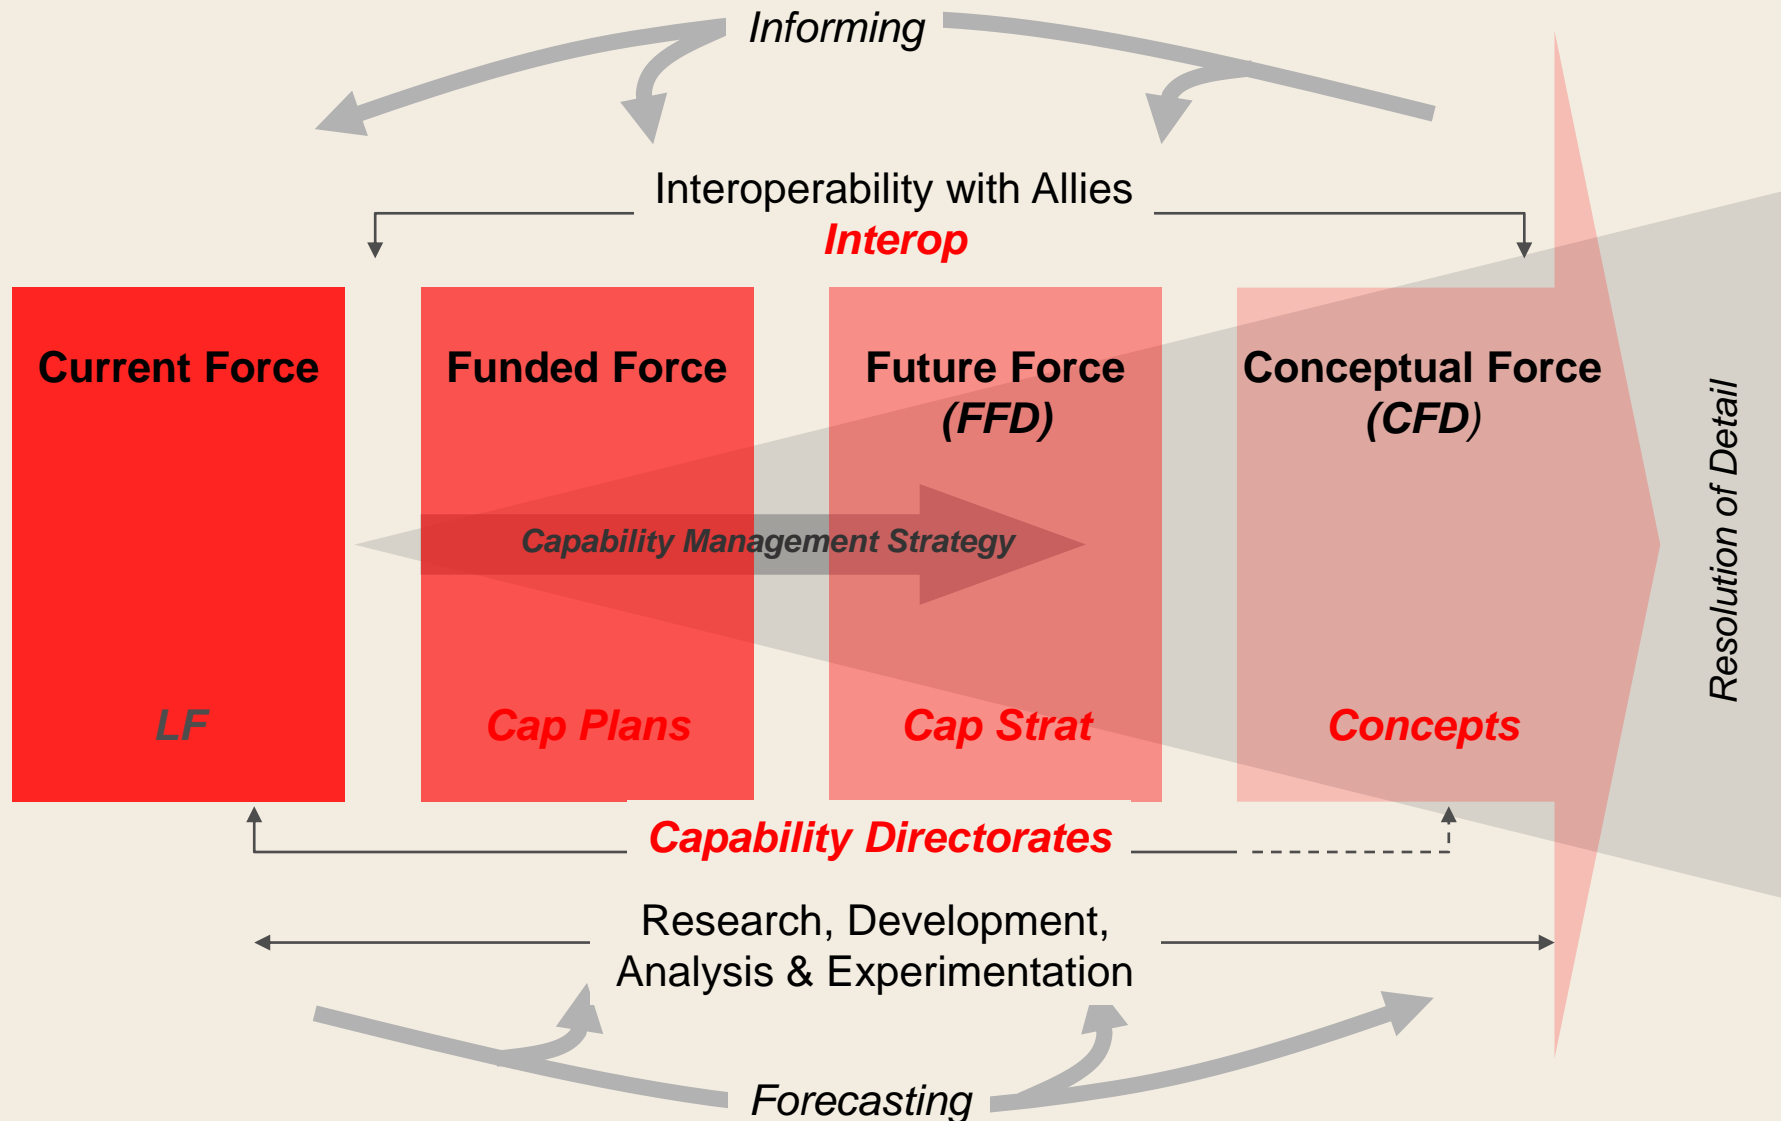 Informing
Interoperability with Allies
Interop
Current Force
Funded Force
Future Force
(FFD)
Conceptual Force
(CFD)
Resolution of Detail
Capability Management Strategy
LF
Cap Plans
Cap Strat
Concepts
Capability Directorates
Research, Development,
Analysis & Experimentation
Forecasting